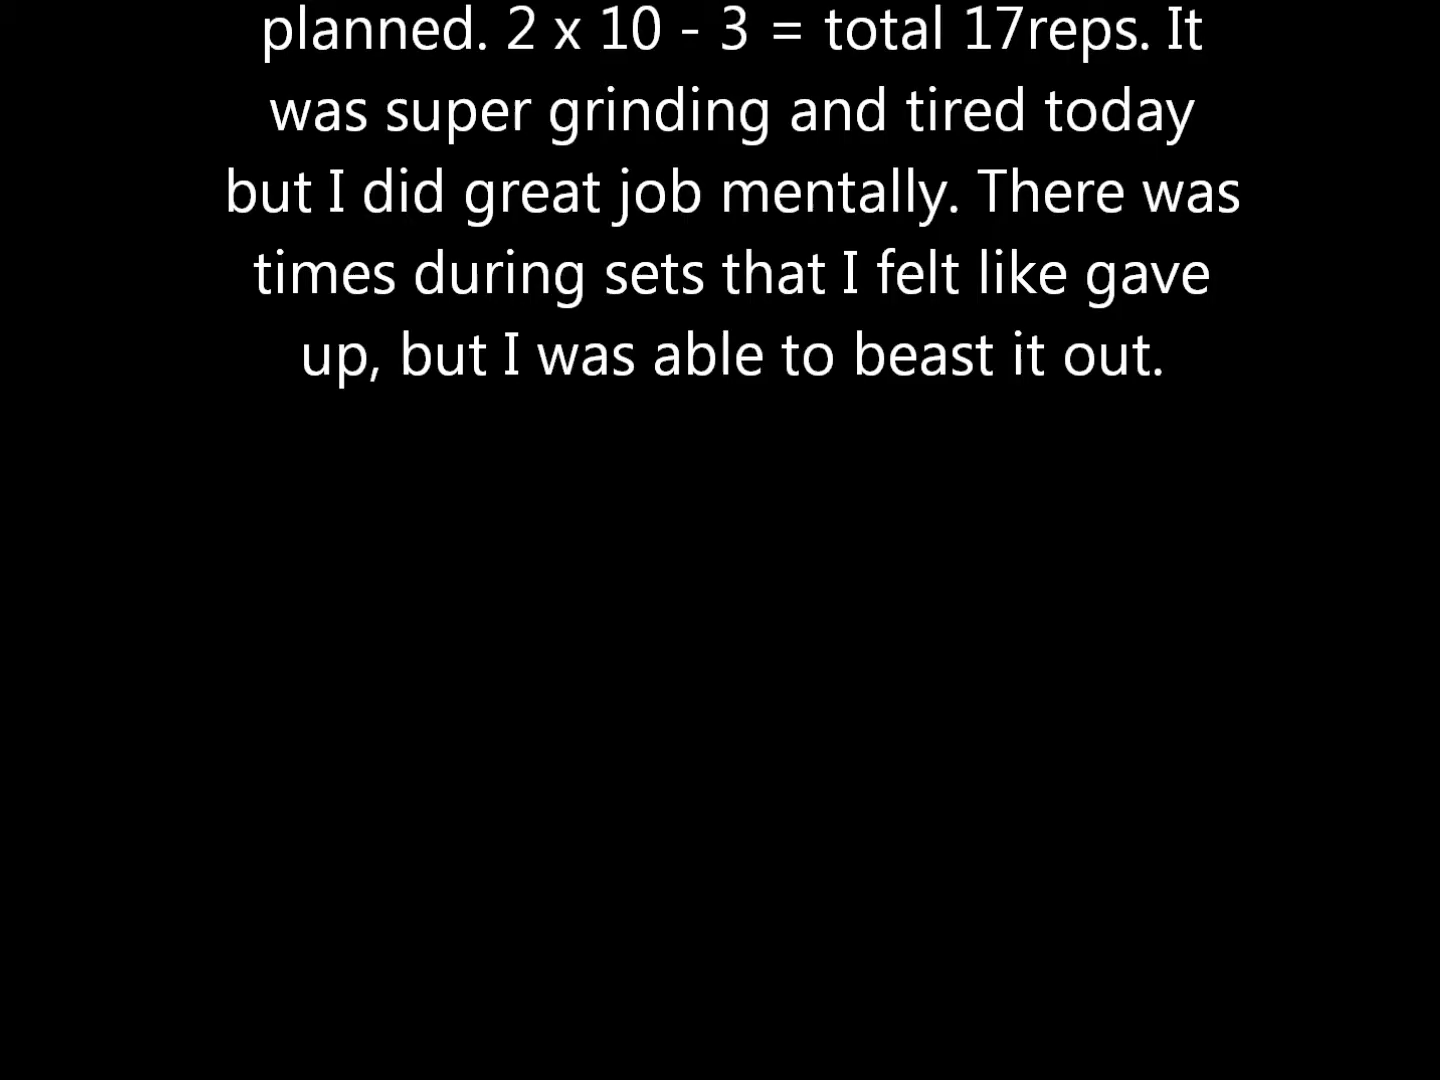 planned. 2 x 10 - 3 = total 17reps. It
was super grinding and tired today
but I did great job mentally. There was
times during sets that I felt like gave
up, but I was able to beast it out.